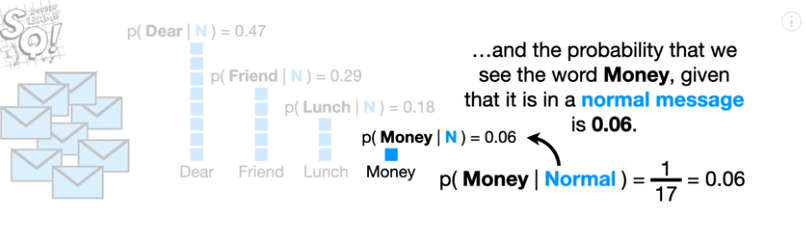 SQ!
p( Dear | N ) = 0.47
p( Friend | N ) = 0.29
p( Lunch | N ) = 0.18
p( Money | N ) = 0.06
Dear Friend Lunch Money
…and the probability that we
see the word Money, given
that it is in a normal message
is 0.06.
p( Money | Normal ) = 1/17 = 0.06
i